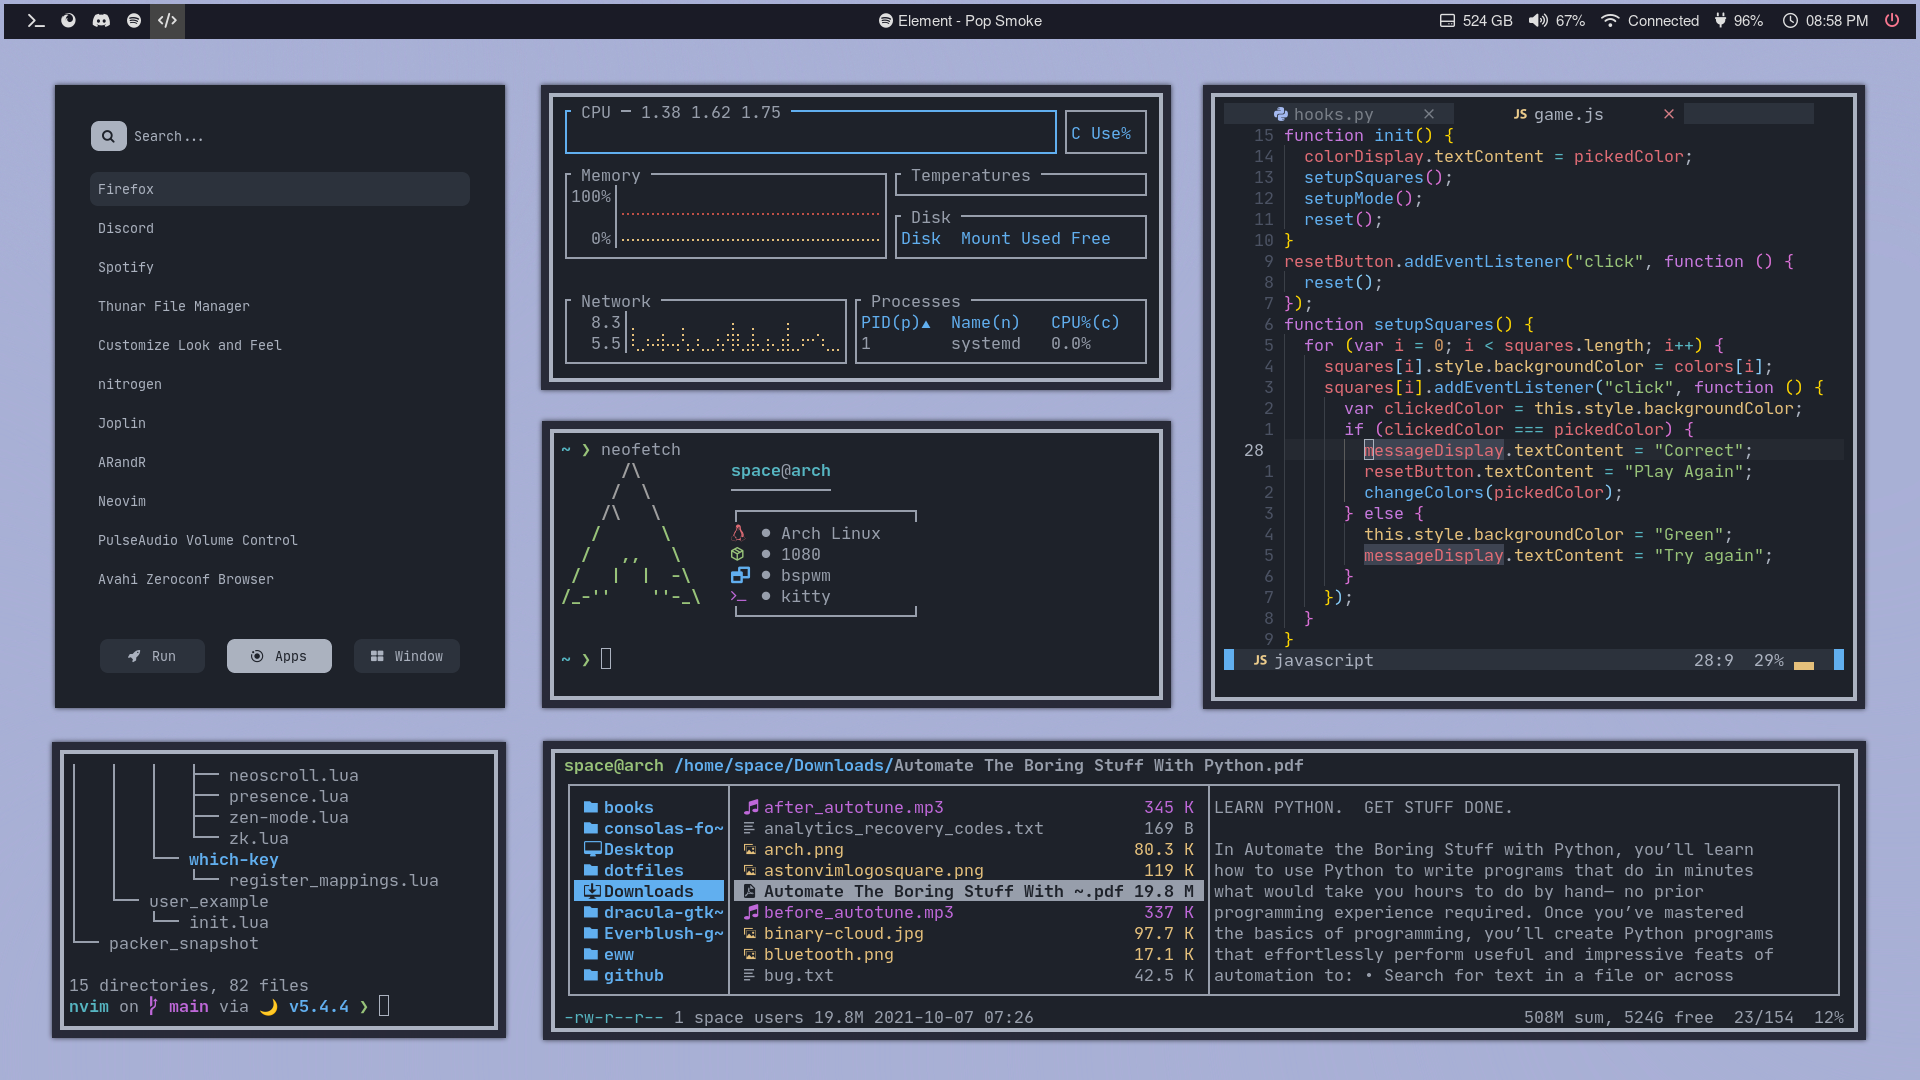 Element - Pop Smoke
524 GB 67% Connected 96% 08:58 PM
Search...
Firefox
Discord
Spotify
Thunar File Manager
Customize Look and Feel
nitrogen
Joplin
ARandR
Neovim
PulseAudio Volume Control
Avahi Zeroconf Browser
Run Apps Window
CPU — 1.38 1.62 1.75
C Use%
Memory
100%
0%
Temperatures
Disk
Disk Mount Used Free
Network
8.3
5.5
Processes
PID(p)▲ Name(n) CPU%(c)
1 systemd 0.0%
~ ❯ neofetch
/\
/ \
/\ \
/ \
/ ,, \
/ | | -\
/_-'' ''-_\
space@arch
● Arch Linux
● 1080
● bspwm
● kitty
~ ❯
hooks.py × JS game.js ×
15 function init() {
14 colorDisplay.textContent = pickedColor;
13 setupSquares();
12 setupMode();
11 reset();
10 }
9 resetButton.addEventListener("click", function () {
8 reset();
7 });
6 function setupSquares() {
5 for (var i = 0; i < squares.length; i++) {
4 squares[i].style.backgroundColor = colors[i];
3 squares[i].addEventListener("click", function () {
2 var clickedColor = this.style.backgroundColor;
1 if (clickedColor === pickedColor) {
28 messageDisplay.textContent = "Correct";
1 resetButton.textContent = "Play Again";
2 changeColors(pickedColor);
3 } else {
4 this.style.backgroundColor = "Green";
5 messageDisplay.textContent = "Try again";
6 }
7 });
8 }
9 }
JS javascript 28:9 29%
├── neoscroll.lua
├── presence.lua
├── zen-mode.lua
└── zk.lua
└── which-key
└── register_mappings.lua
└── user_example
└── init.lua
└── packer_snapshot
15 directories, 82 files
nvim on main via 🌙 v5.4.4 ❯
space@arch /home/space/Downloads/Automate The Boring Stuff With Python.pdf
books
consolas-fo~
Desktop
dotfiles
Downloads
dracula-gtk~
Everblush-g~
eww
github
after_autotune.mp3 345 K
analytics_recovery_codes.txt 169 B
arch.png 80.3 K
astonvimlogosquare.png 119 K
Automate The Boring Stuff With ~.pdf 19.8 M
before_autotune.mp3 337 K
binary-cloud.jpg 97.7 K
bluetooth.png 17.1 K
bug.txt 42.5 K
LEARN PYTHON. GET STUFF DONE.
In Automate the Boring Stuff with Python, you’ll learn
how to use Python to write programs that do in minutes
what would take you hours to do by hand— no prior
programming experience required. Once you’ve mastered
the basics of programming, you’ll create Python programs
that effortlessly perform useful and impressive feats of
automation to: • Search for text in a file or across
-rw-r--r-- 1 space users 19.8M 2021-10-07 07:26 508M sum, 524G free 23/154 12%